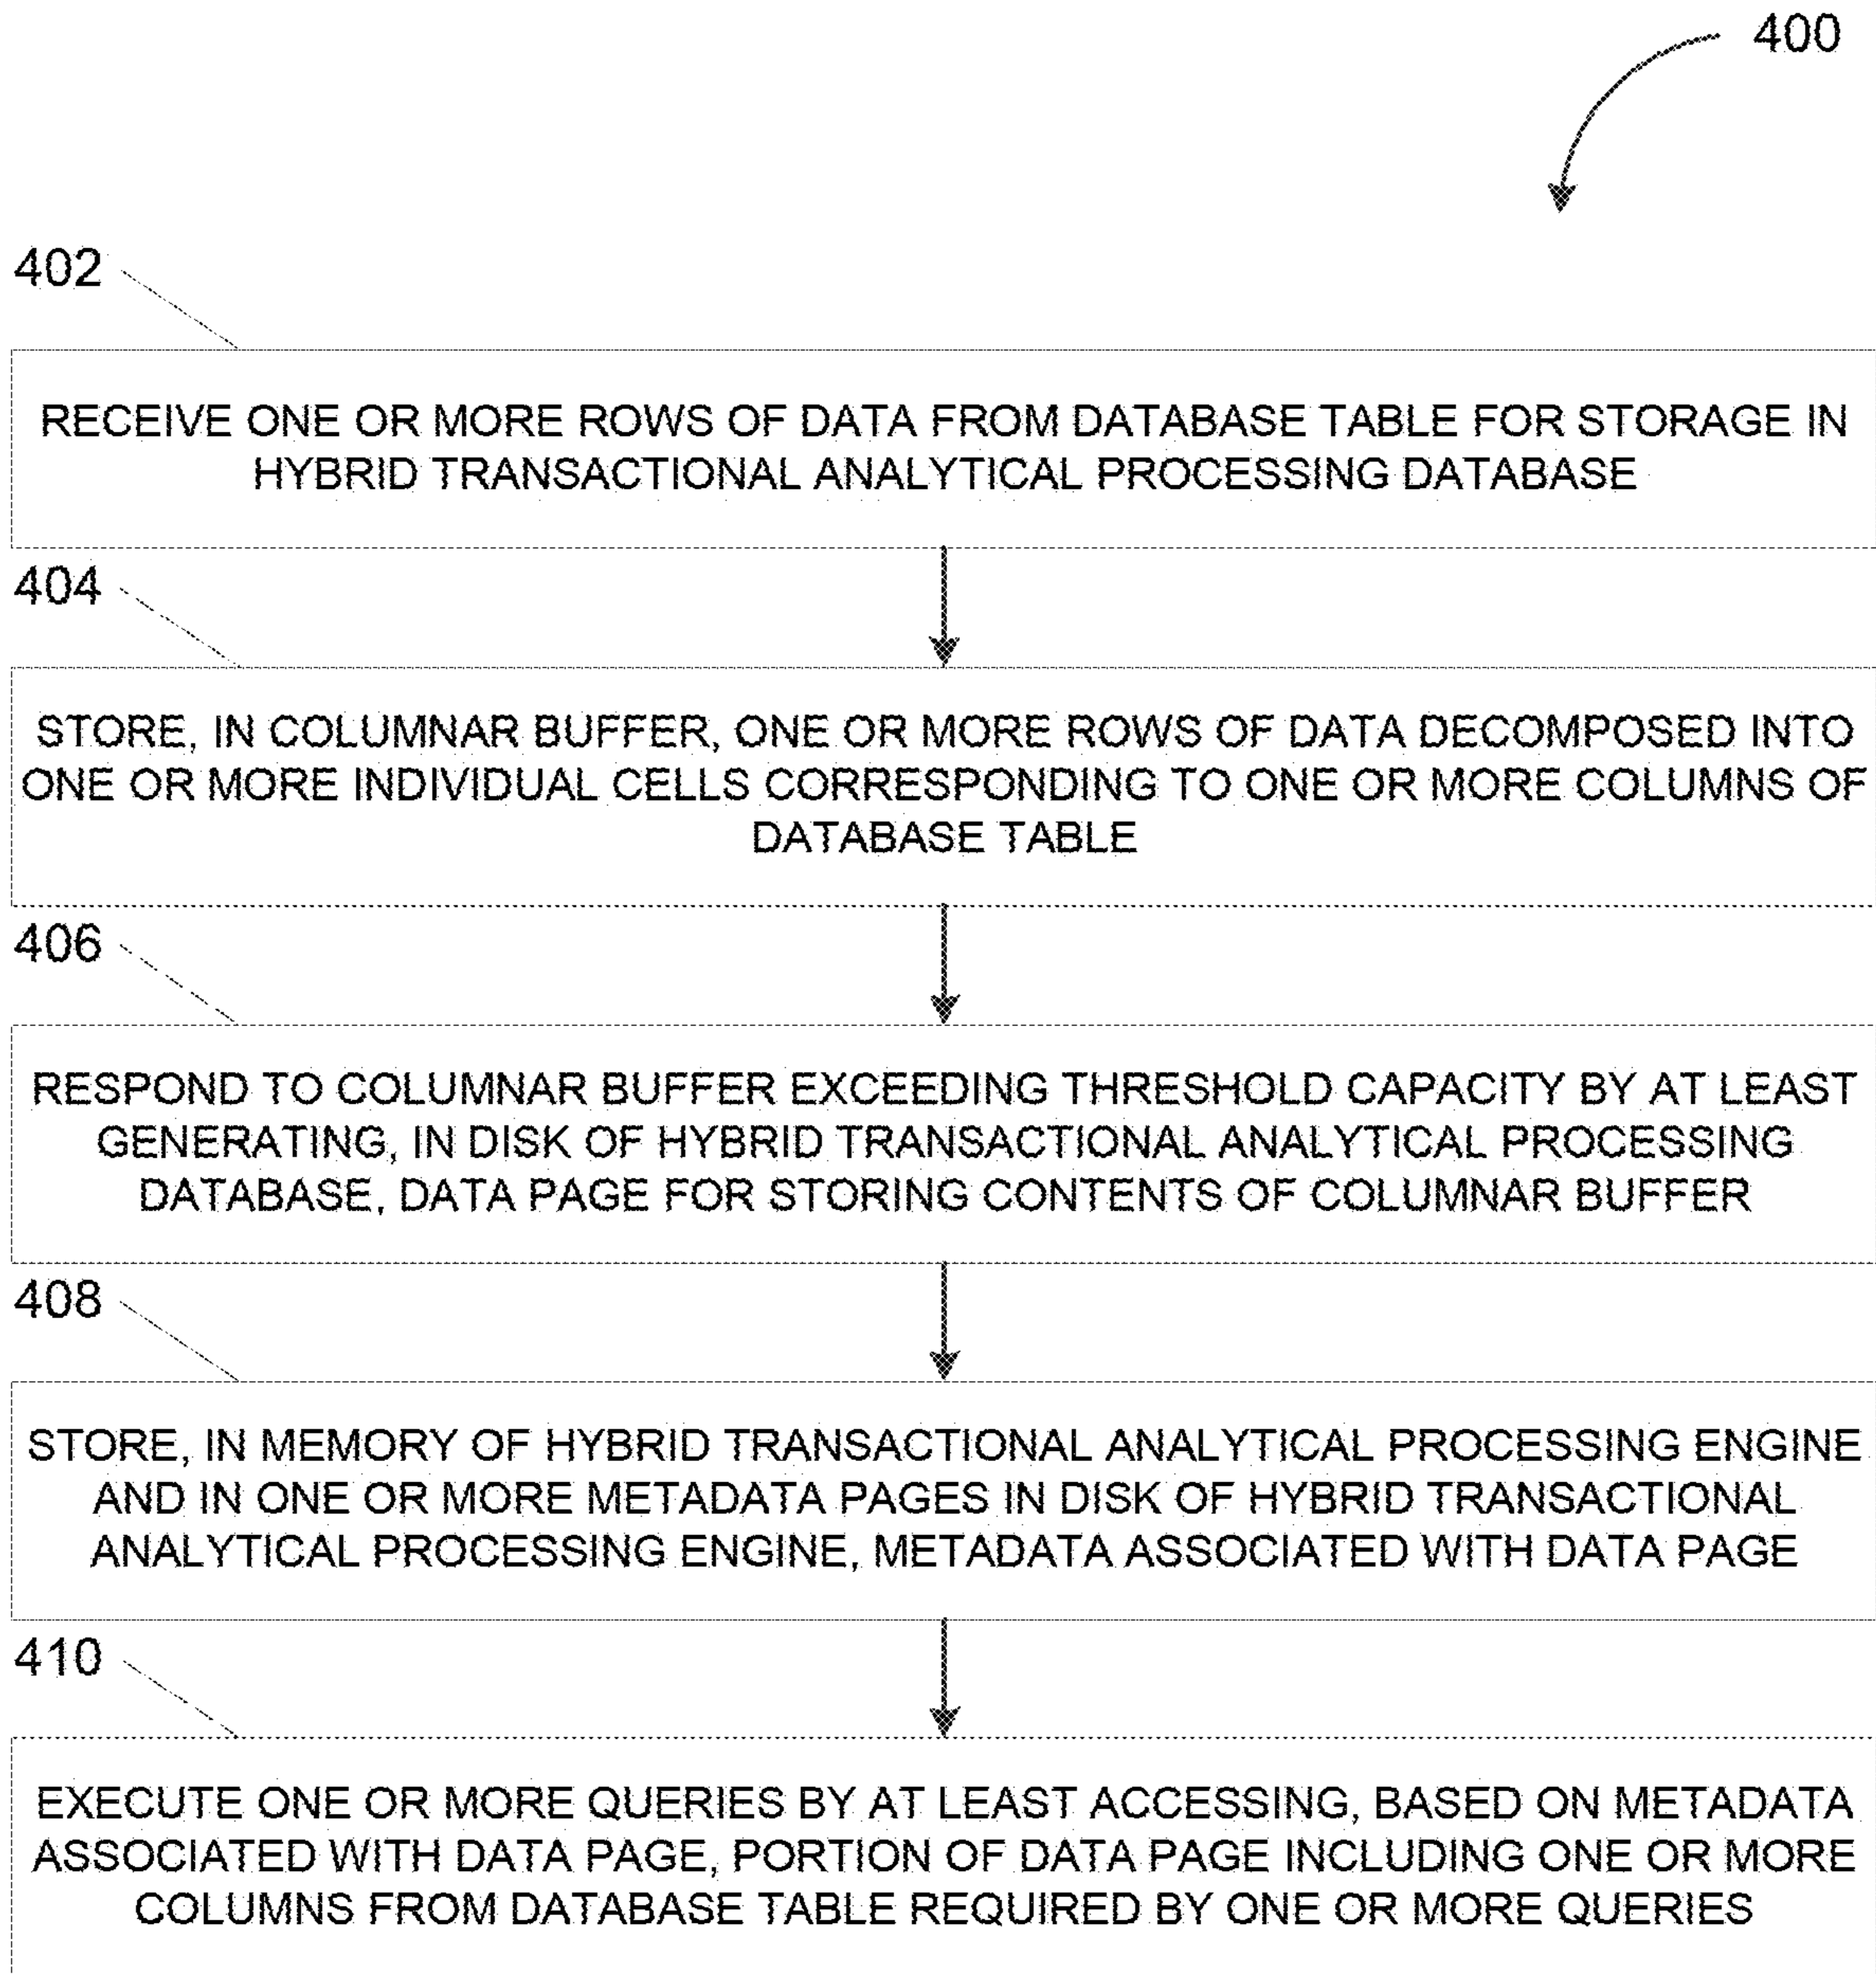 400
402
RECEIVE ONE OR MORE ROWS OF DATA FROM DATABASE TABLE FOR STORAGE IN
HYBRID TRANSACTIONAL ANALYTICAL PROCESSING DATABASE
404
STORE, IN COLUMNAR BUFFER, ONE OR MORE ROWS OF DATA DECOMPOSED INTO
ONE OR MORE INDIVIDUAL CELLS CORRESPONDING TO ONE OR MORE COLUMNS OF
DATABASE TABLE
406
RESPOND TO COLUMNAR BUFFER EXCEEDING THRESHOLD CAPACITY BY AT LEAST
GENERATING, IN DISK OF HYBRID TRANSACTIONAL ANALYTICAL PROCESSING
DATABASE, DATA PAGE FOR STORING CONTENTS OF COLUMNAR BUFFER
408
STORE, IN MEMORY OF HYBRID TRANSACTIONAL ANALYTICAL PROCESSING ENGINE
AND IN ONE OR MORE METADATA PAGES IN DISK OF HYBRID TRANSACTIONAL
ANALYTICAL PROCESSING ENGINE, METADATA ASSOCIATED WITH DATA PAGE
410
EXECUTE ONE OR MORE QUERIES BY AT LEAST ACCESSING, BASED ON METADATA
ASSOCIATED WITH DATA PAGE, PORTION OF DATA PAGE INCLUDING ONE OR MORE
COLUMNS FROM DATABASE TABLE REQUIRED BY ONE OR MORE QUERIES